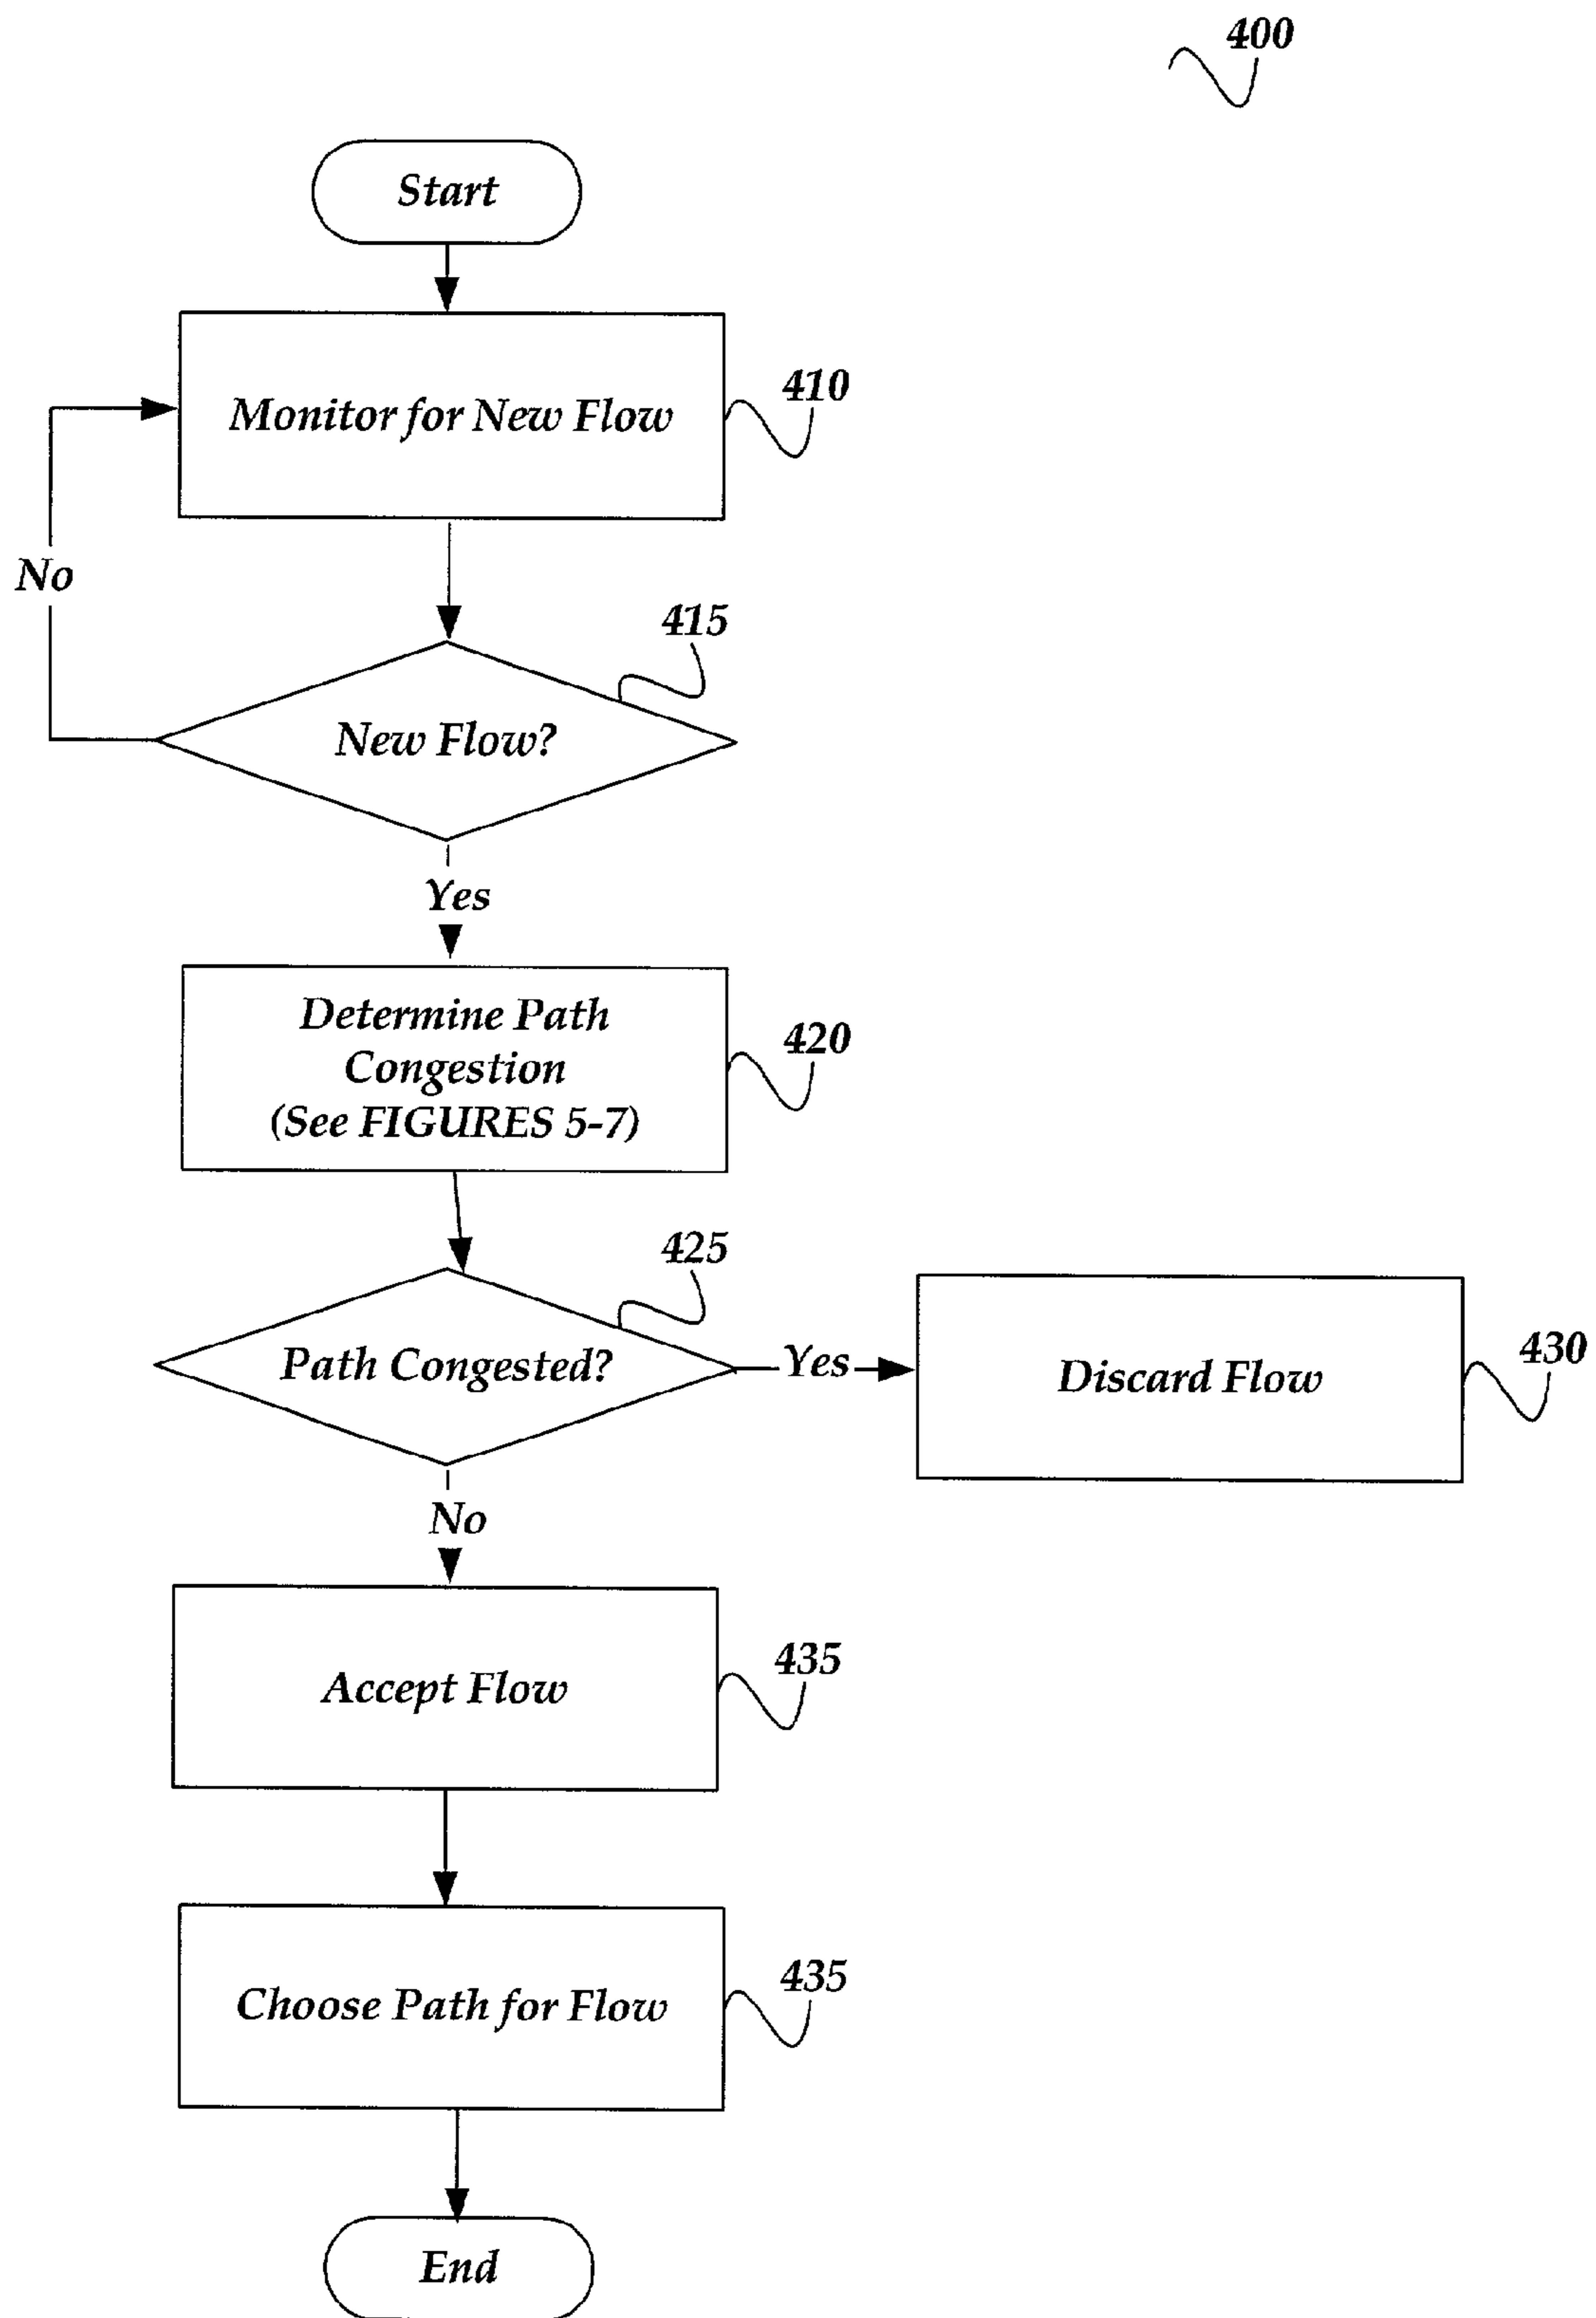 400
Start
Monitor for New Flow
410
No
415
New Flow?
Yes
Determine Path
Congestion
(See FIGURES 5-7)
420
425
Path Congested?
Yes
Discard Flow
430
No
Accept Flow
435
Choose Path for Flow
435
End